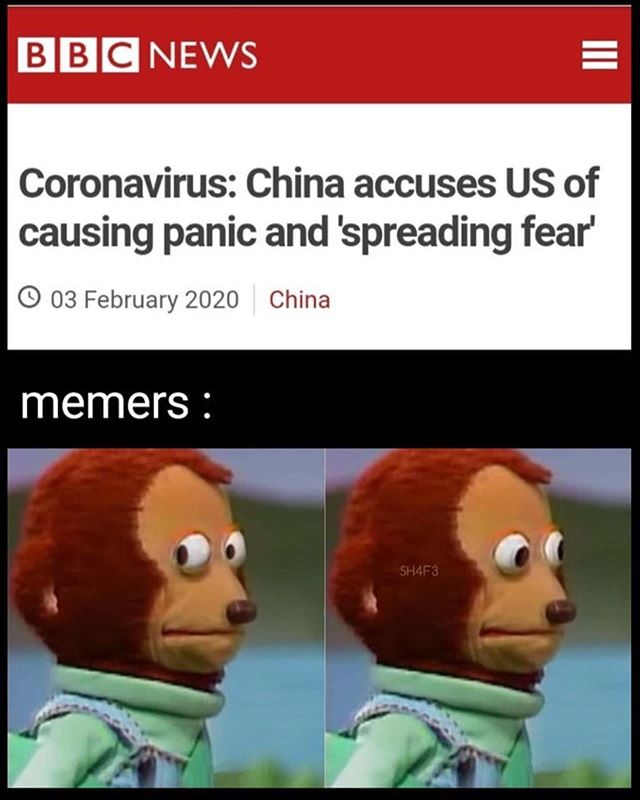 BBC NEWS
Coronavirus: China accuses US of
causing panic and 'spreading fear'
03 February 2020 China
memers :
SH4F3